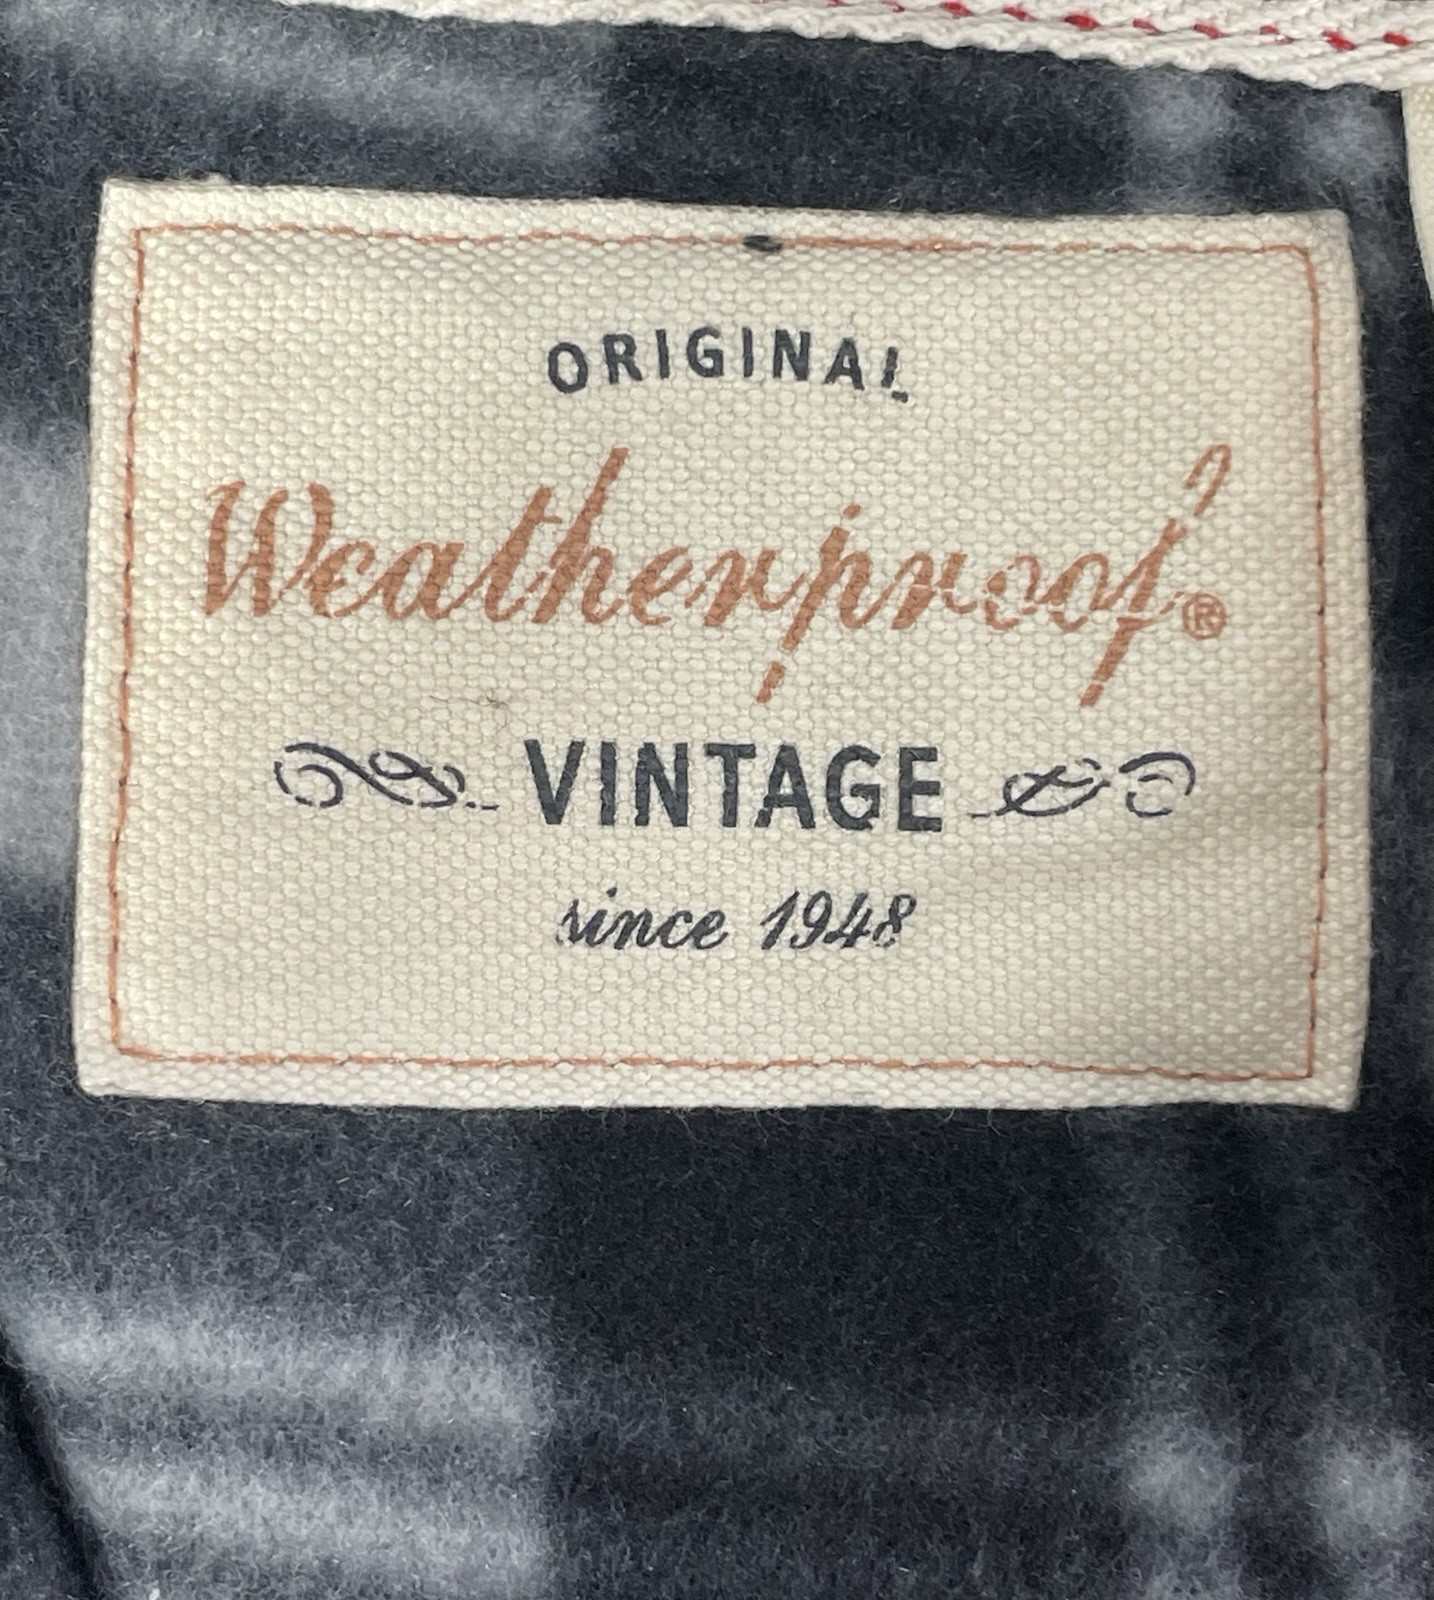 ORIGINAL
Weatherproof®
VINTAGE
since 1948